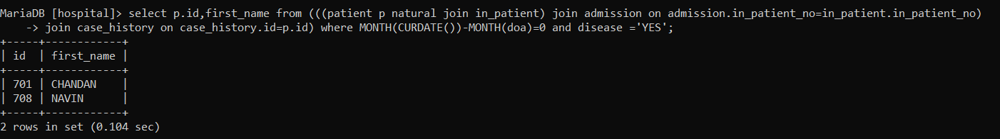 MariaDB [hospital]> select p.id,first_name from (((patient p natural join in_patient) join admission on admission.in_patient_no=in_patient.in_patient_no)
    -> join case_history on case_history.id=p.id) where MONTH(CURDATE())-MONTH(doa)=0 and disease ='YES';
+-----+------------+
| id  | first_name |
+-----+------------+
| 701 | CHANDAN    |
| 708 | NAVIN      |
+-----+------------+
2 rows in set (0.104 sec)